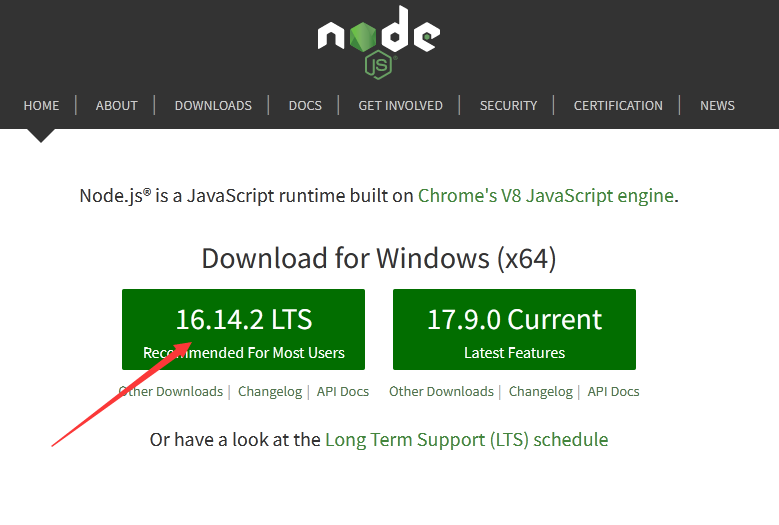 node
JS
HOME ABOUT DOWNLOADS DOCS GET INVOLVED SECURITY CERTIFICATION NEWS
Node.js® is a JavaScript runtime built on Chrome's V8 JavaScript engine.
Download for Windows (x64)
16.14.2 LTS
Recommended For Most Users
17.9.0 Current
Latest Features
Other Downloads | Changelog | API Docs
Other Downloads | Changelog | API Docs
Or have a look at the Long Term Support (LTS) schedule